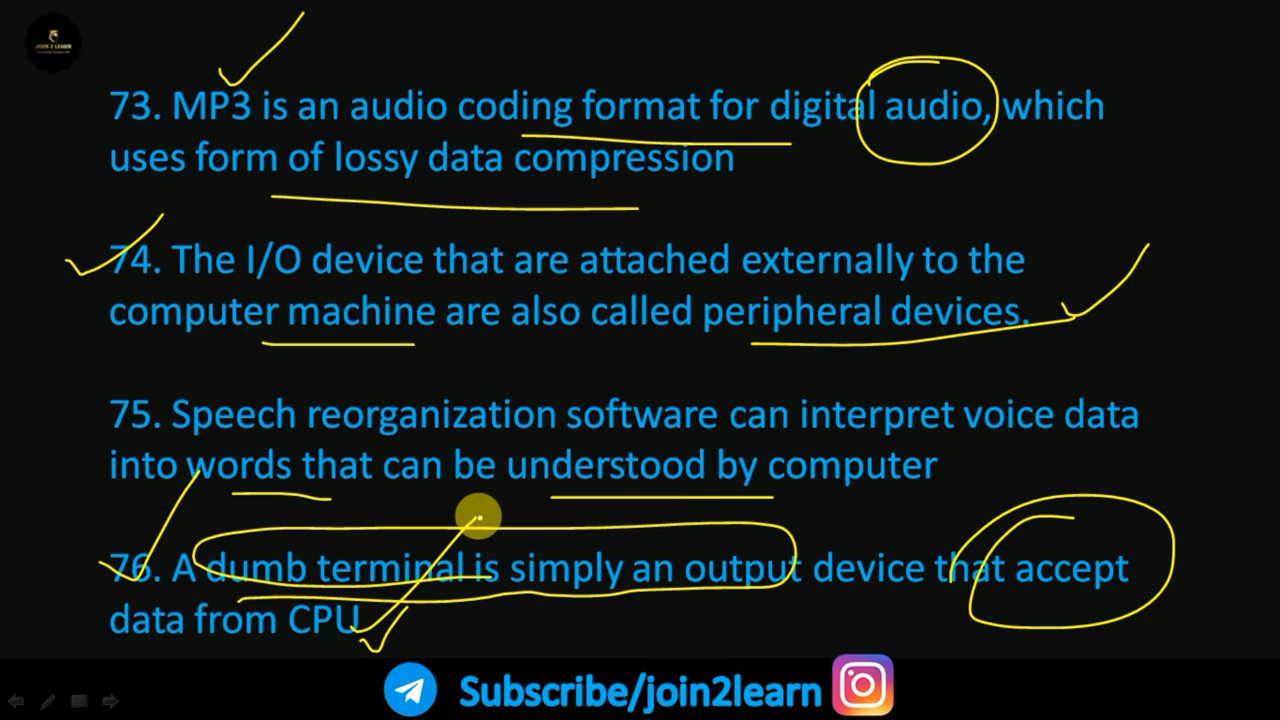 JOIN 2 LEARN
73. MP3 is an audio coding format for digital audio, which
uses form of lossy data compression
74. The I/O device that are attached externally to the
computer machine are also called peripheral devices.
75. Speech reorganization software can interpret voice data
into words that can be understood by computer
76. A dumb terminal is simply an output device that accept
data from CPU
Subscribe/join2learn